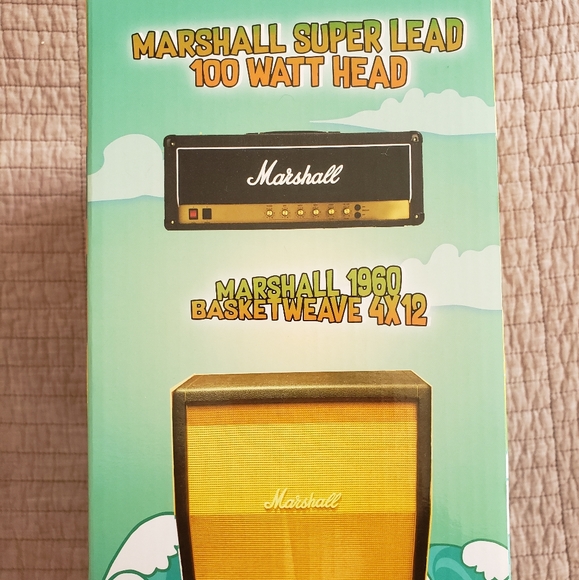 MARSHALL SUPER LEAD
100 WATT HEAD
Marshall
MARSHALL 1960
BASKETWEAVE 4X12
Marshall